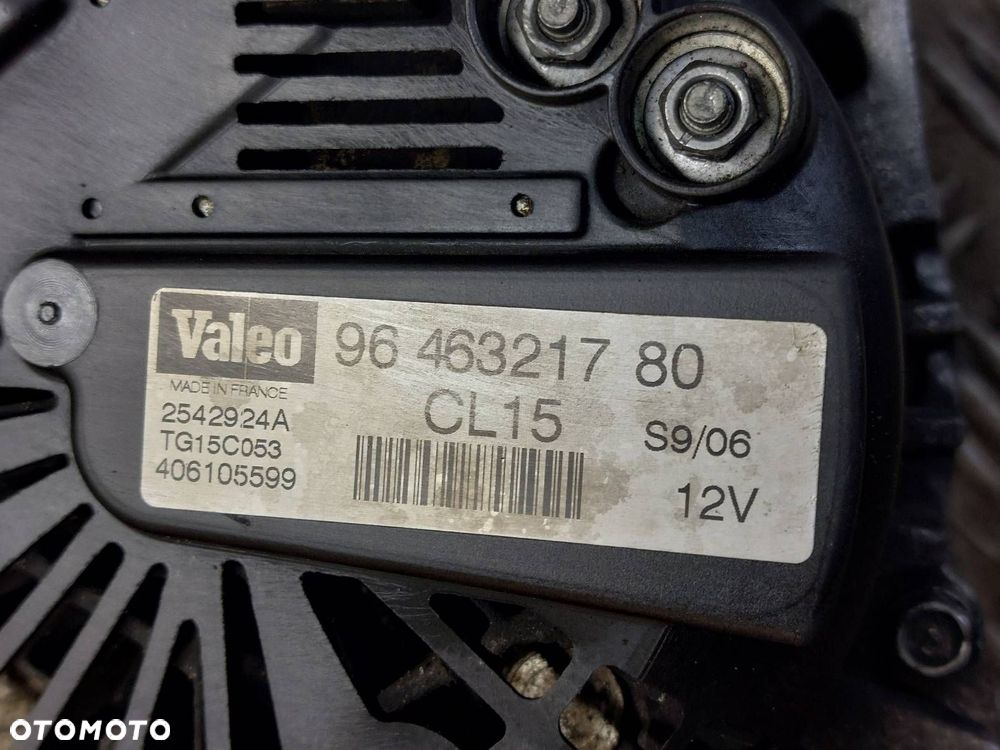 Valeo
96 463217 80
MADE IN FRANCE
CL15
2542924A
S9/06
TG15C053
406105599
12V
OTOMOTO